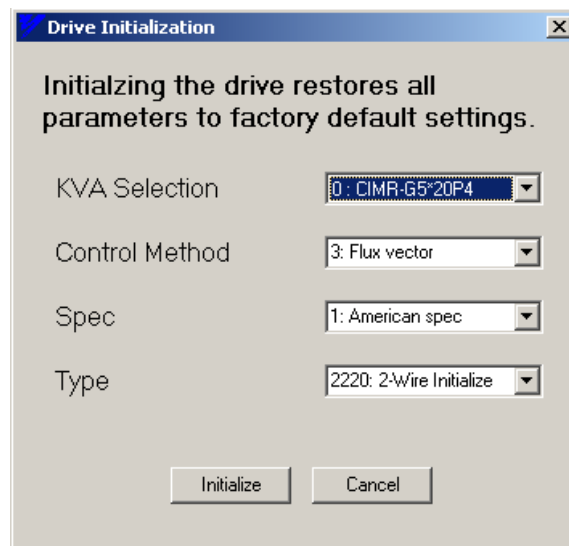 Drive Initialization
Initialzing the drive restores all
parameters to factory default settings.
KVA Selection
0 : CIMR-G5*20P4
Control Method
3: Flux vector
Spec
1: American spec
Type
2220: 2-Wire Initialize
Initialize
Cancel